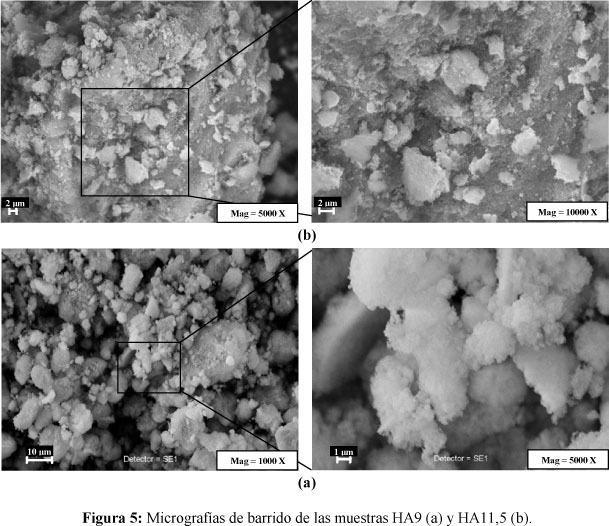 2 µm
Mag = 5000 X
2 µm
Mag = 10000 X
(b)
10 µm
Detector = SE1
Mag = 1000 X
1 µm
Detector = SE1
Mag = 5000 X
(a)
Figura 5: Micrografías de barrido de las muestras HA9 (a) y HA11,5 (b).